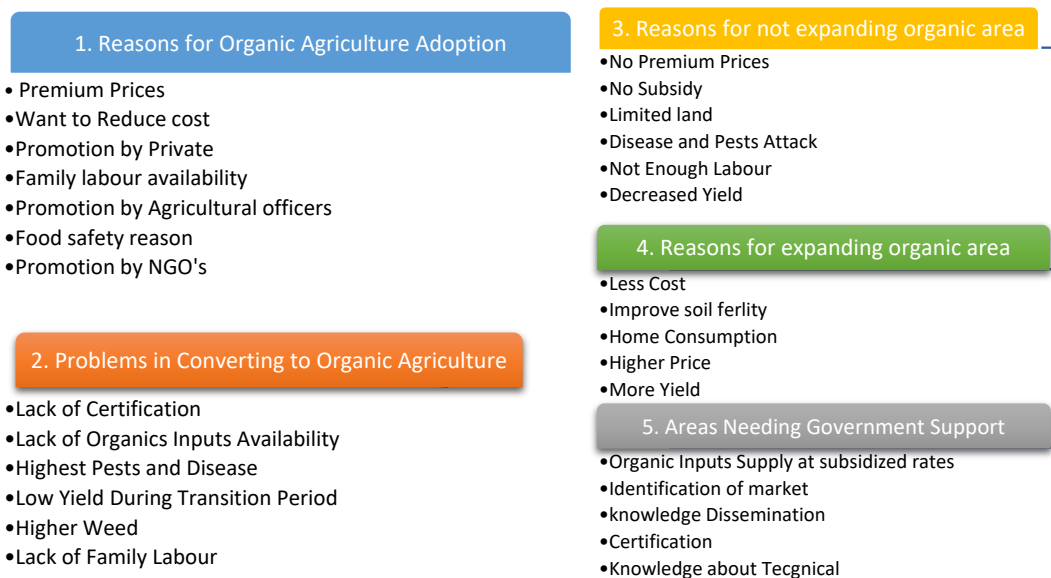 1. Reasons for Organic Agriculture Adoption
• Premium Prices
•Want to Reduce cost
•Promotion by Private
•Family labour availability
•Promotion by Agricultural officers
•Food safety reason
•Promotion by NGO's
2. Problems in Converting to Organic Agriculture
•Lack of Certification
•Lack of Organics Inputs Availability
•Highest Pests and Disease
•Low Yield During Transition Period
•Higher Weed
•Lack of Family Labour
3. Reasons for not expanding organic area
•No Premium Prices
•No Subsidy
•Limited land
•Disease and Pests Attack
•Not Enough Labour
•Decreased Yield
4. Reasons for expanding organic area
•Less Cost
•Improve soil ferlity
•Home Consumption
•Higher Price
•More Yield
5. Areas Needing Government Support
•Organic Inputs Supply at subsidized rates
•Identification of market
•knowledge Dissemination
•Certification
•Knowledge about Tecgnical